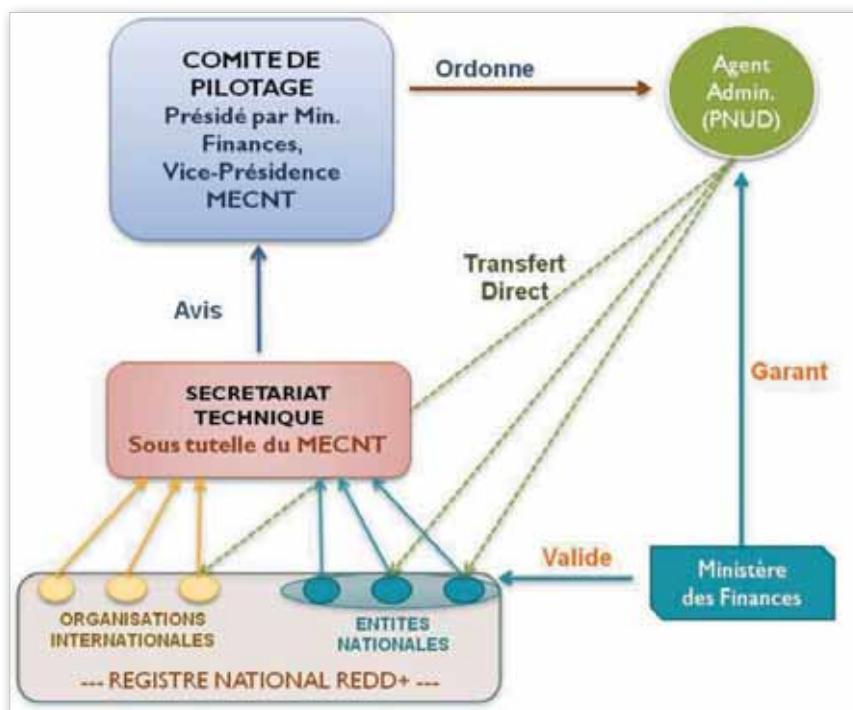 COMITE DE
PILOTAGE
Présidé par Min.
Finances,
Vice-Présidence
MECNT
Ordonne
Agent
Admin.
(PNUD)
Transfert
Direct
Avis
Garant
SECRETARIAT
TECHNIQUE
Sous tutelle du MECNT
Valide
Ministère
des Finances
ORGANISATIONS
INTERNATIONALES
ENTITES
NATIONALES
--- REGISTRE NATIONAL REDD+ ---